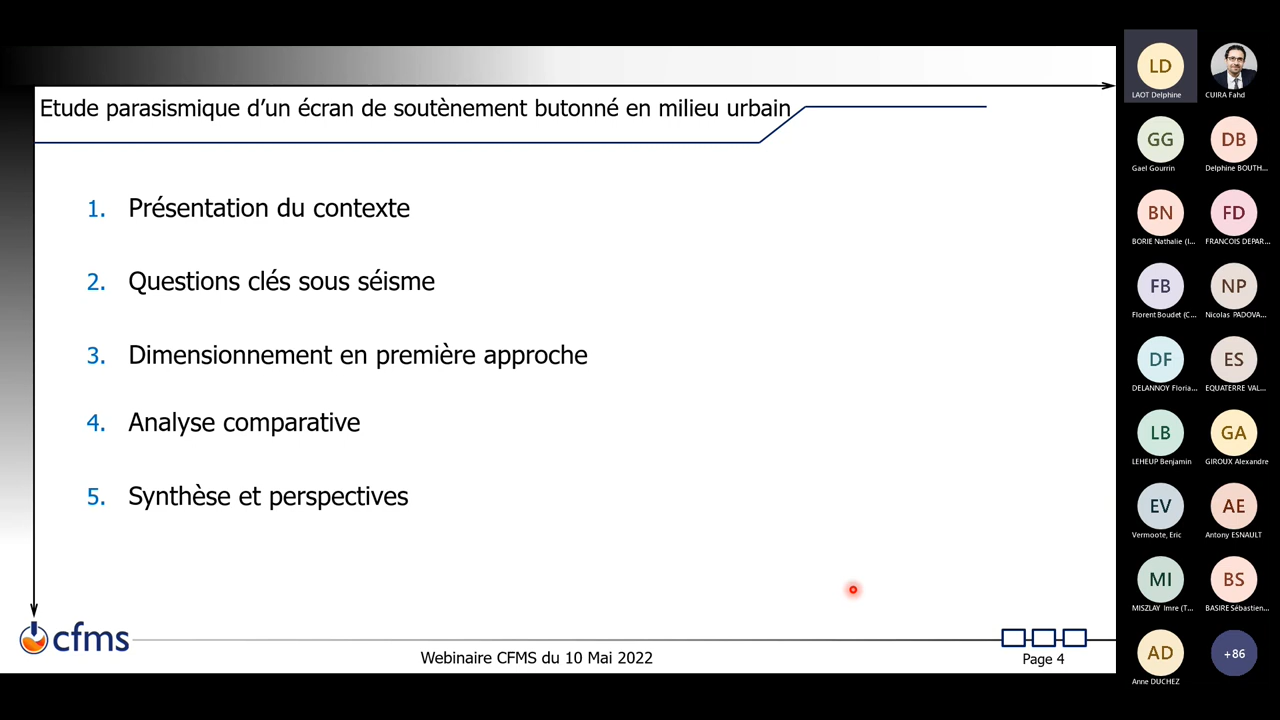 Etude parasismique d’un écran de soutènement butonné en milieu urbain
1. Présentation du contexte
2. Questions clés sous séisme
3. Dimensionnement en première approche
4. Analyse comparative
5. Synthèse et perspectives
cfms
Webinaire CFMS du 10 Mai 2022
Page 4
LD
LAOT Delphine
CUIRA Fahd
GG
Gael Gourrin
DB
Delphine BOUTH...
BN
BORIE Nathalie (I...
FD
FRANCOIS DEPAR...
FB
Florent Boudet (C...
NP
Nicolas PADOVA...
DF
DELANNOY Floria...
ES
EQUATERRE VAL...
LB
LEHEUP Benjamin
GA
GIROUX Alexandre
EV
Vermoote, Eric
AE
Antony ESNAULT
MI
MISZLAY Imre (T...
BS
BASIRE Sébastien...
AD
Anne DUCHEZ
+86